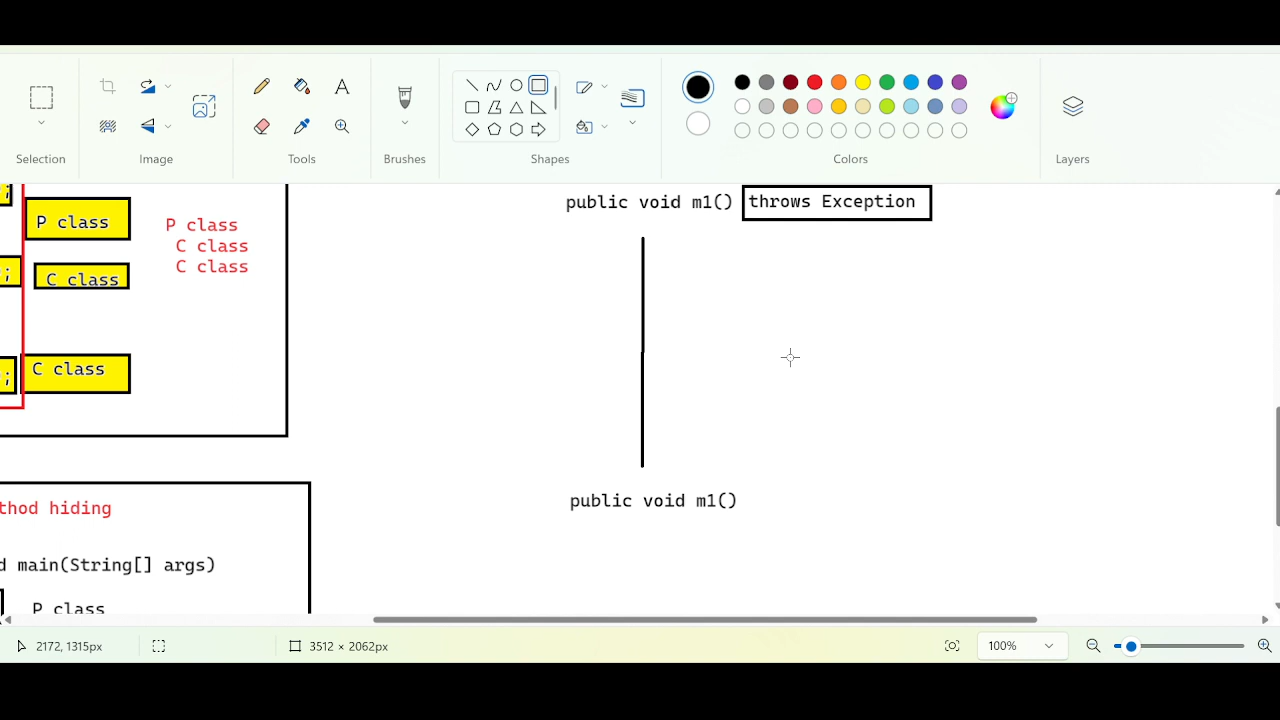 Selection
Image
Tools
Brushes
Shapes
Colors
Layers
A
public void m1() throws Exception
;
P class
P class
C class
C class
;
C class
;
C class
public void m1()
thod hiding
d main(String[] args)
P class
2172, 1315px
3512 × 2062px
100%